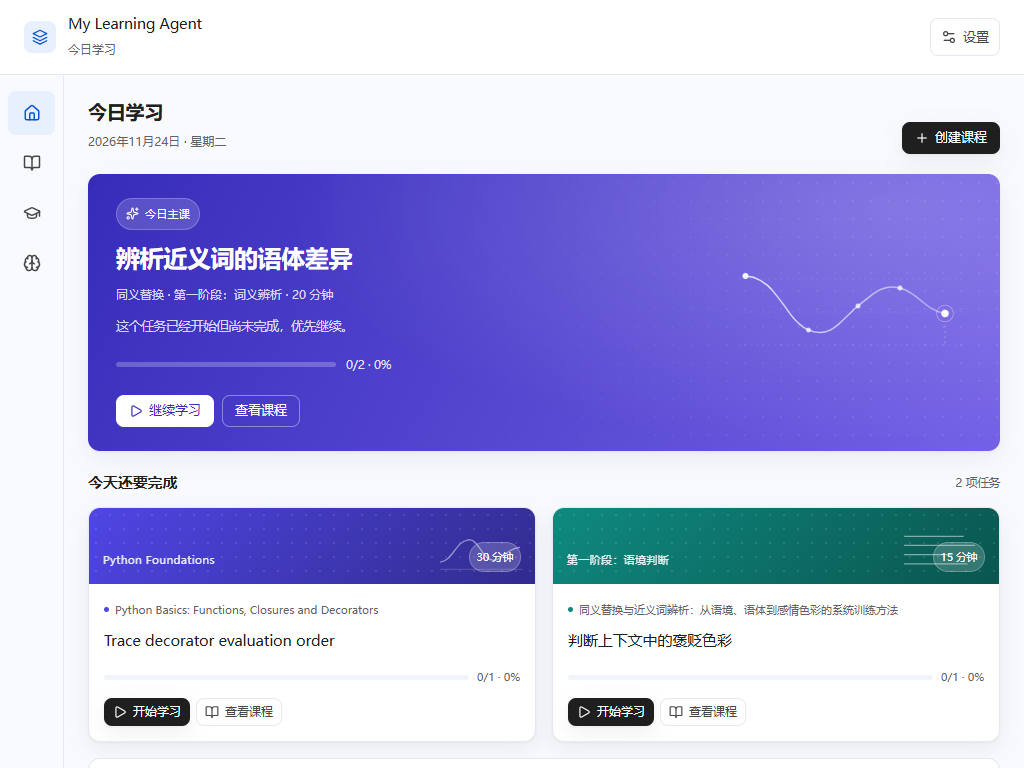 My Learning Agent
今日学习
设置
今日学习
2026年11月24日 · 星期二
创建课程
今日主课
辨析近义词的语体差异
同义替换 · 第一阶段：词义辨析 · 20 分钟
这个任务已经开始但尚未完成，优先继续。
0/2 · 0%
继续学习
查看课程
今天还要完成
2 项任务
Python Foundations
30 分钟
Python Basics: Functions, Closures and Decorators
Trace decorator evaluation order
0/1 · 0%
开始学习
查看课程
第一阶段：语境判断
15 分钟
同义替换与近义词辨析：从语境、语体到感情色彩的系统训练方法
判断上下文中的褒贬色彩
0/1 · 0%
开始学习
查看课程